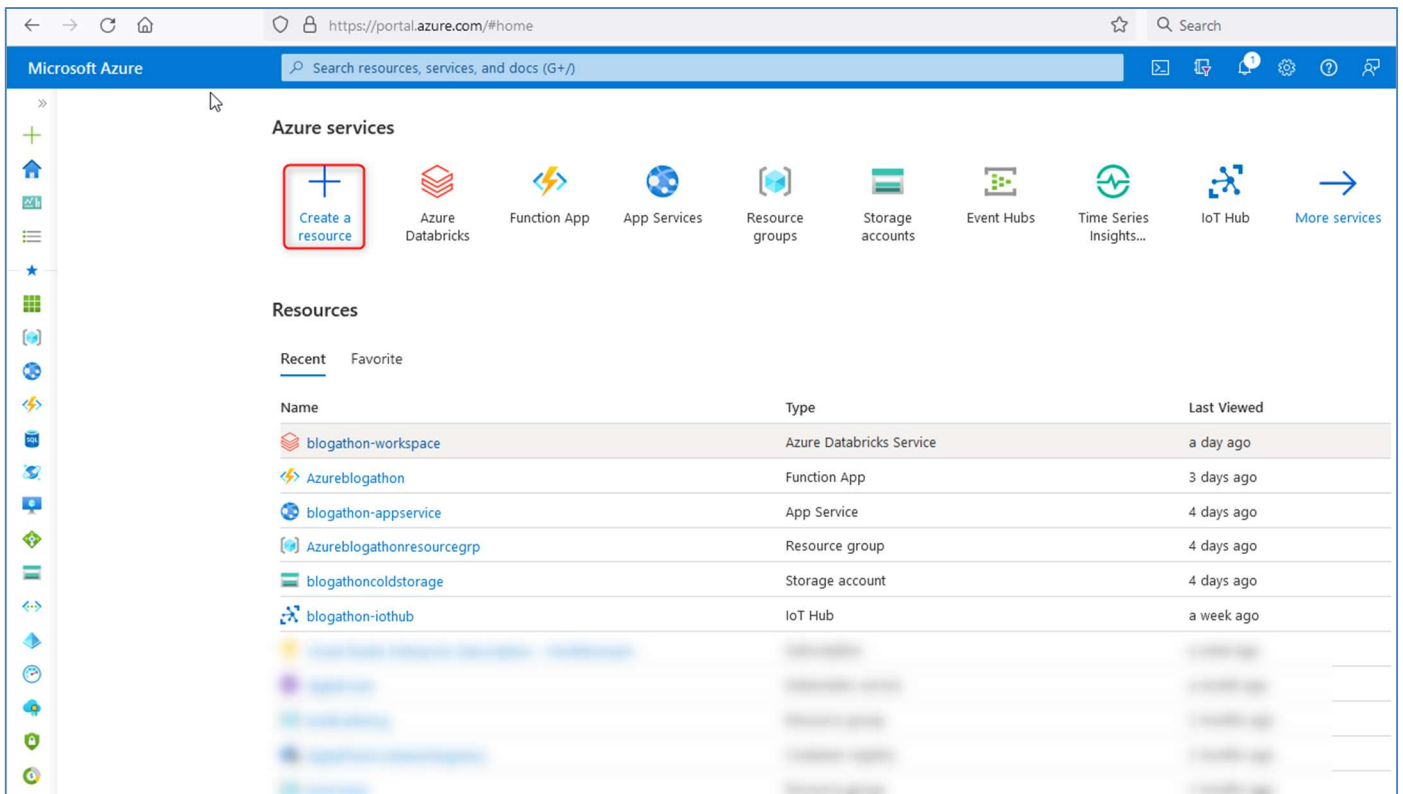 https://portal.azure.com/#home
Search
Microsoft Azure
Search resources, services, and docs (G+/)
1
Azure services
Create a resource
Azure Databricks
Function App
App Services
Resource groups
Storage accounts
Event Hubs
Time Series Insights...
IoT Hub
More services
Resources
Recent Favorite
Name Type Last Viewed
blogathon-workspace Azure Databricks Service a day ago
Azureblogathon Function App 3 days ago
blogathon-appservice App Service 4 days ago
Azureblogathonresourcegrp Resource group 4 days ago
blogathoncoldstorage Storage account 4 days ago
blogathon-iothub IoT Hub a week ago